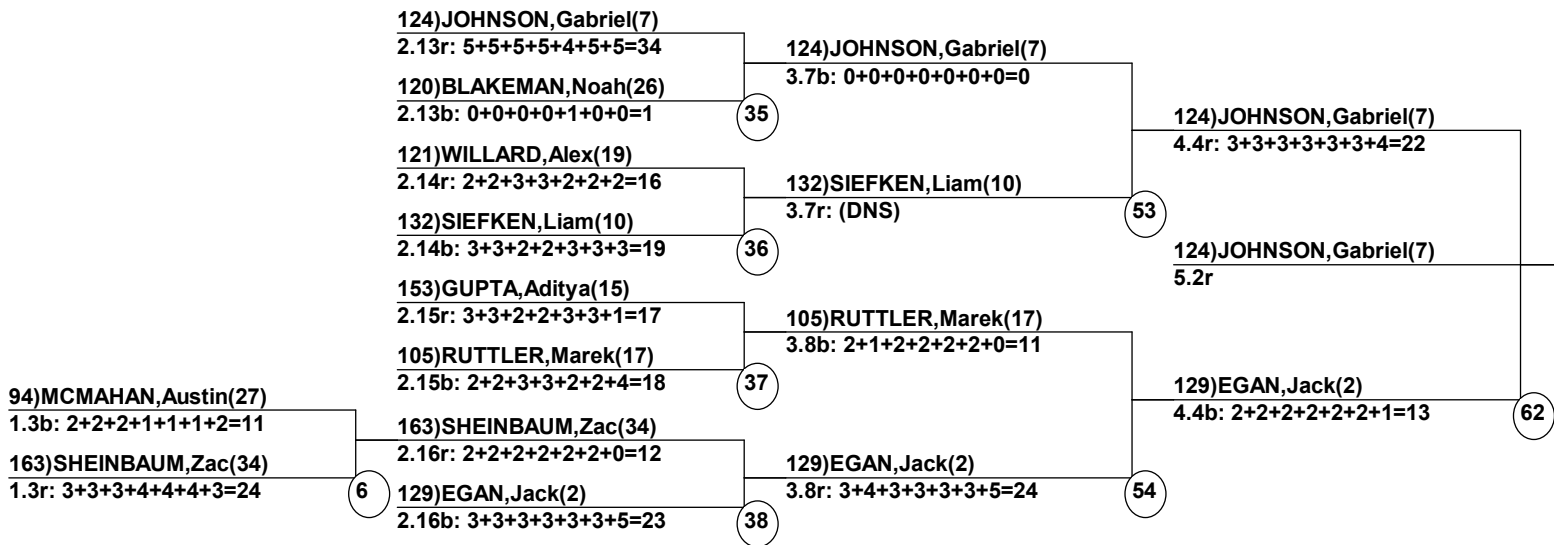 124)JOHNSON,Gabriel(7)
2.13r: 5+5+5+5+4+5+5=34
120)BLAKEMAN,Noah(26)
2.13b: 0+0+0+0+1+0+0=1
35
121)WILLARD,Alex(19)
2.14r: 2+2+3+3+2+2+2=16
132)SIEFKEN,Liam(10)
2.14b: 3+3+2+2+3+3+3=19
36
153)GUPTA,Aditya(15)
2.15r: 3+3+2+2+3+3+1=17
105)RUTTLER,Marek(17)
2.15b: 2+2+3+3+2+2+4=18
37
94)MCMAHAN,Austin(27)
1.3b: 2+2+2+1+1+1+2=11
163)SHEINBAUM,Zac(34)
1.3r: 3+3+3+4+4+4+3=24
6
163)SHEINBAUM,Zac(34)
2.16r: 2+2+2+2+2+2+0=12
129)EGAN,Jack(2)
2.16b: 3+3+3+3+3+3+5=23
38
124)JOHNSON,Gabriel(7)
3.7b: 0+0+0+0+0+0+0=0
132)SIEFKEN,Liam(10)
3.7r: (DNS)
53
105)RUTTLER,Marek(17)
3.8b: 2+1+2+2+2+2+0=11
129)EGAN,Jack(2)
3.8r: 3+4+3+3+3+3+5=24
54
124)JOHNSON,Gabriel(7)
4.4r: 3+3+3+3+3+3+4=22
129)EGAN,Jack(2)
4.4b: 2+2+2+2+2+2+1=13
62
124)JOHNSON,Gabriel(7)
5.2r